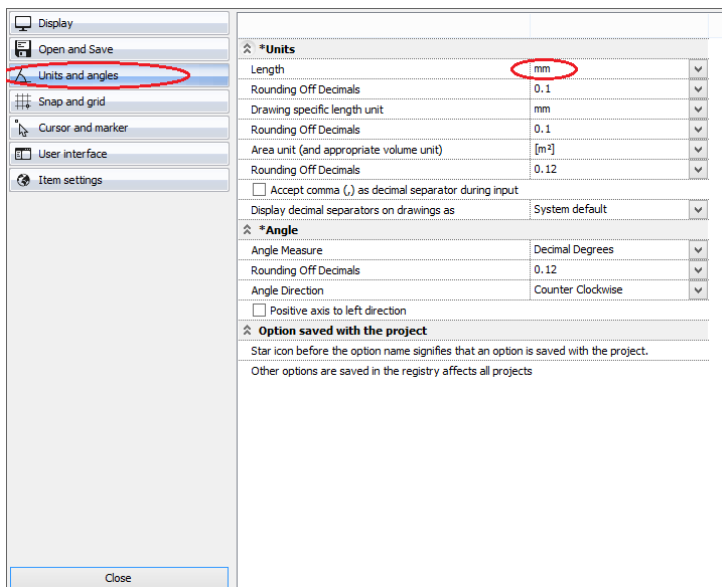 Display
Open and Save
Units and angles
Snap and grid
Cursor and marker
User interface
Item settings
Close
*Units
Length mm
Rounding Off Decimals 0.1
Drawing specific length unit mm
Rounding Off Decimals 0.1
Area unit (and appropriate volume unit) [m²]
Rounding Off Decimals 0.12
Accept comma (,) as decimal separator during input
Display decimal separators on drawings as System default
*Angle
Angle Measure Decimal Degrees
Rounding Off Decimals 0.12
Angle Direction Counter Clockwise
Positive axis to left direction
Option saved with the project
Star icon before the option name signifies that an option is saved with the project.
Other options are saved in the registry affects all projects